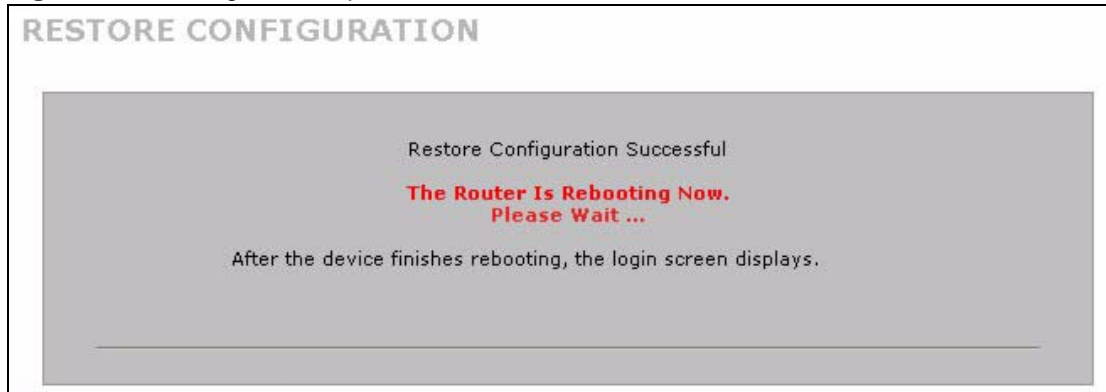 RESTORE CONFIGURATION
Restore Configuration Successful
The Router Is Rebooting Now.
Please Wait ...
After the device finishes rebooting, the login screen displays.